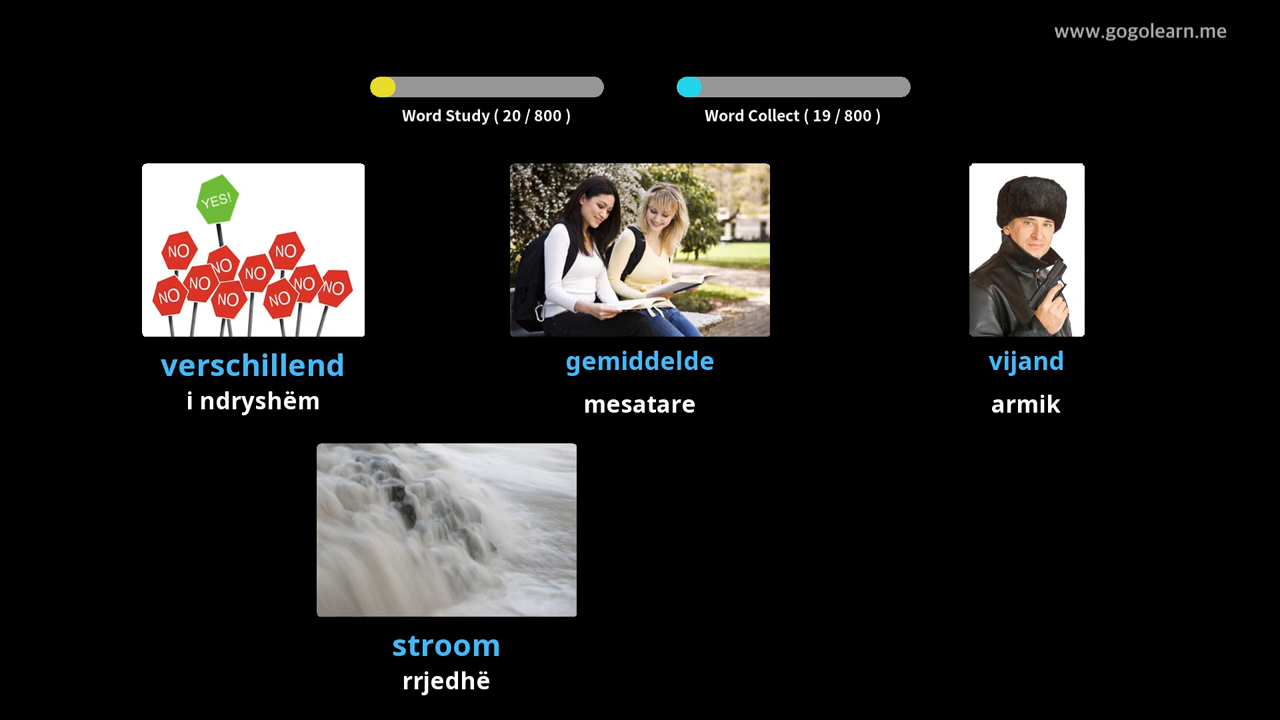 www.gogolearn.me
Word Study ( 20 / 800 )
Word Collect ( 19 / 800 )
YES!
NO
NO
NO
NO
NO
NO
NO
NO
NO
NO
verschillend
i ndryshëm
gemiddelde
mesatare
vijand
armik
stroom
rrjedhë